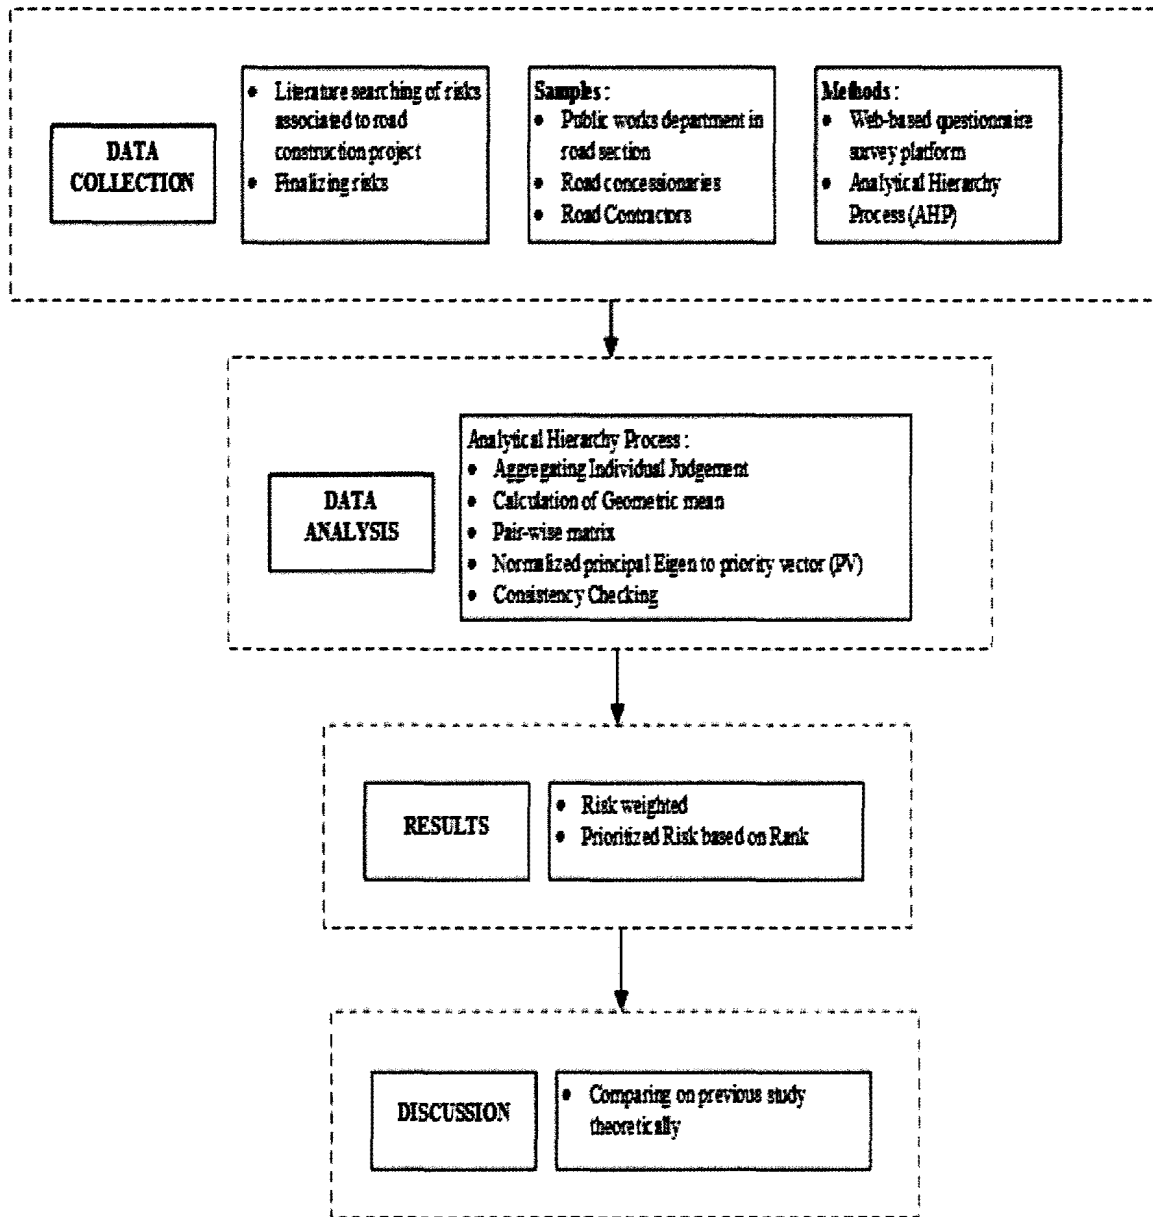 DATA
COLLECTION
• Literature searching of risks
associated to road
construction project
• Finalizing risks
Samples :
• Public works department in
road section
• Road concessionaries
• Road Contractors
Methods :
• Web-based questionnaire
survey platform
• Analytical Hierarchy
Process (AHP)
DATA
ANALYSIS
Analytical Hierarchy Process :
• Aggregating Individual Judgement
• Calculation of Geometric mean
• Pair-wise matrix
• Normalized principal Eigen to priority vector (PV)
• Consistency Checking
RESULTS
• Risk weighted
• Prioritized Risk based on Rank
DISCUSSION
• Comparing on previous study
theoretically